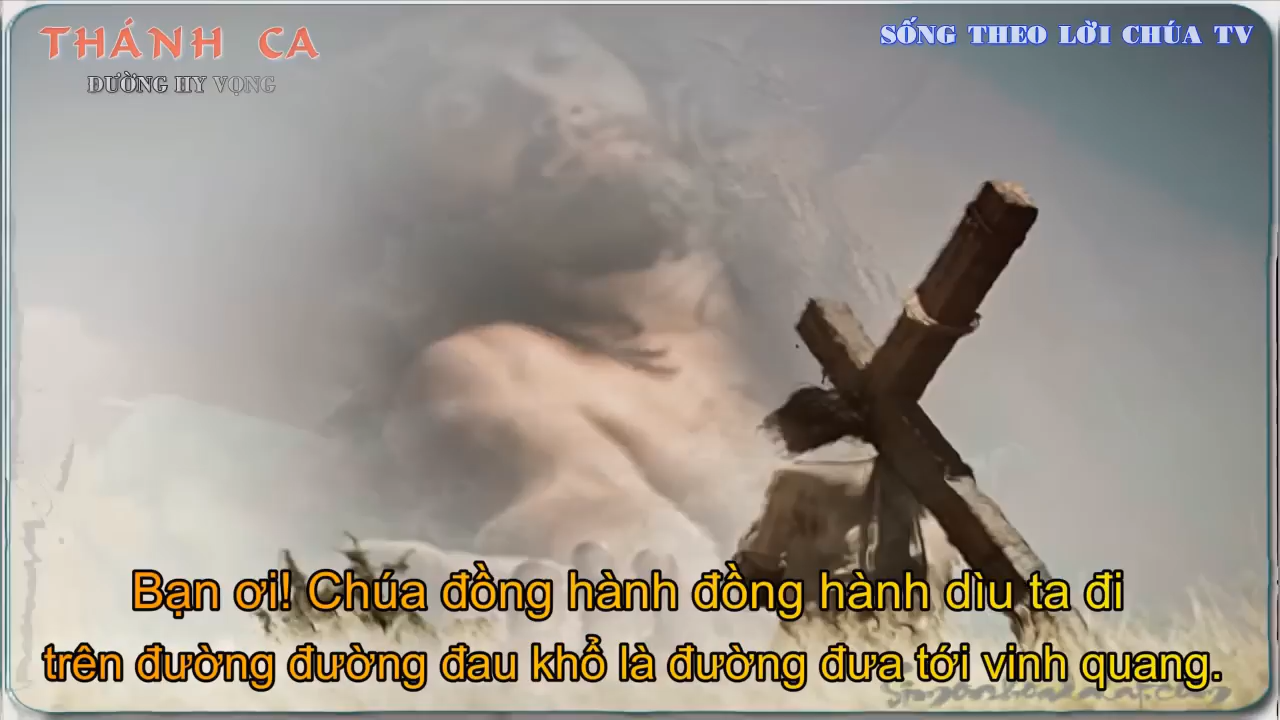 THÁNH CA
SỐNG THEO LỜI CHÚA TV
ĐƯỜNG HY VỌNG
Bạn ơi! Chúa đồng hành đồng hành dìu ta đi
trên đường đường đau khổ là đường đưa tới vinh quang.